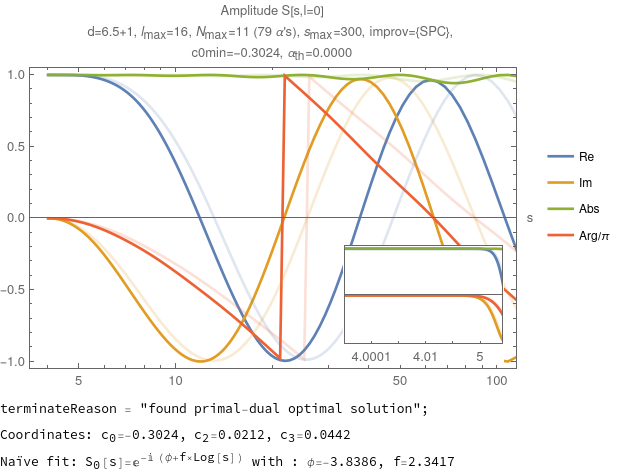 Amplitude S[s,l=0]
d=6.5+1, lmax=16, Nmax=11 (79 α's), smax=300, improv={SPC},
c0min=-0.3024, αth=0.0000
1.0
0.5
0.0
-0.5
-1.0
5
10
50
100
s
4.0001
4.01
5
Re
Im
Abs
Arg/π
terminateReason = "found primal-dual optimal solution";
Coordinates: c0=-0.3024, c2=0.0212, c3=0.0442
Naïve fit: S0[s]=e^-i (ϕ+f×Log[s]) with : ϕ=-3.8386, f=2.3417